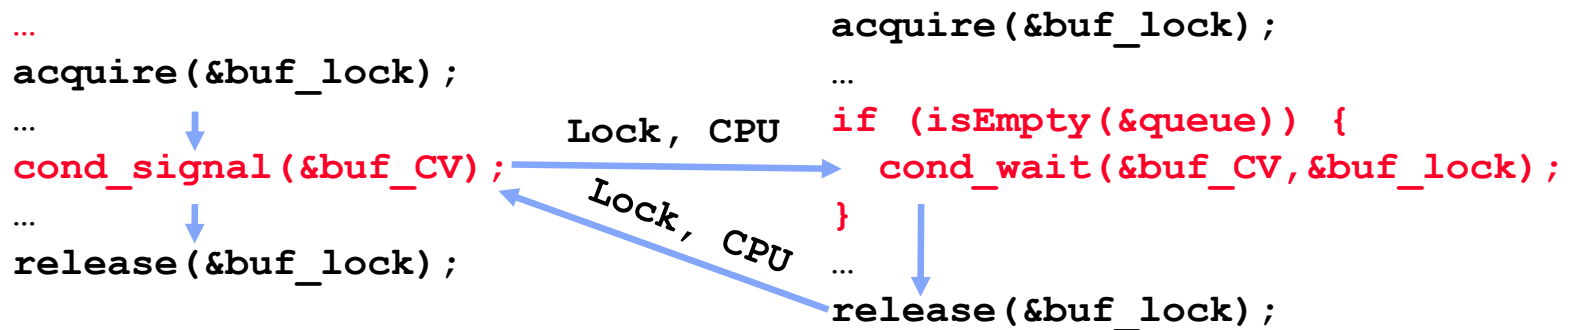 …
acquire(&buf_lock);
…
cond_signal(&buf_CV);
…
release(&buf_lock);
Lock, CPU
Lock, CPU
acquire(&buf_lock);
…
if (isEmpty(&queue)) {
cond_wait(&buf_CV,&buf_lock);
}
…
release(&buf_lock);